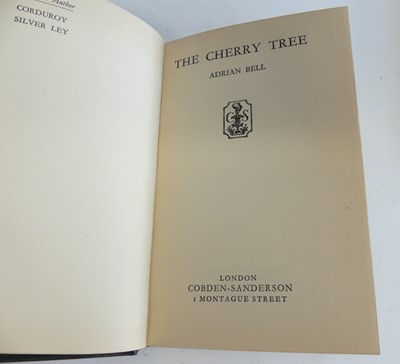 Author
CORDUROY
SILVER LEY
THE CHERRY TREE
ADRIAN BELL
C S
LONDON
COBDEN-SANDERSON
1 MONTAGUE STREET